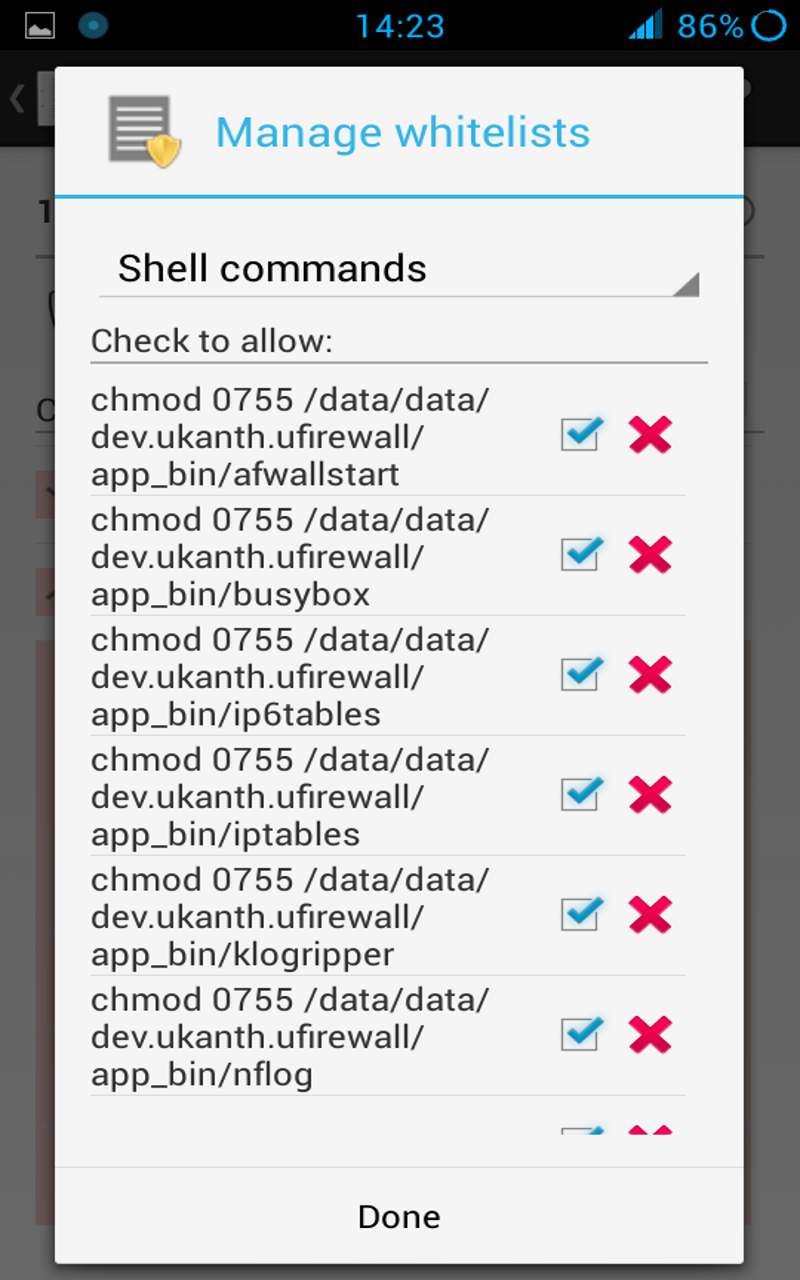 14:23
86%
Manage whitelists
Shell commands
Check to allow:
chmod 0755 /data/data/
dev.ukanth.ufirewall/
app_bin/afwallstart
chmod 0755 /data/data/
dev.ukanth.ufirewall/
app_bin/busybox
chmod 0755 /data/data/
dev.ukanth.ufirewall/
app_bin/ip6tables
chmod 0755 /data/data/
dev.ukanth.ufirewall/
app_bin/iptables
chmod 0755 /data/data/
dev.ukanth.ufirewall/
app_bin/klogripper
chmod 0755 /data/data/
dev.ukanth.ufirewall/
app_bin/nflog
Done